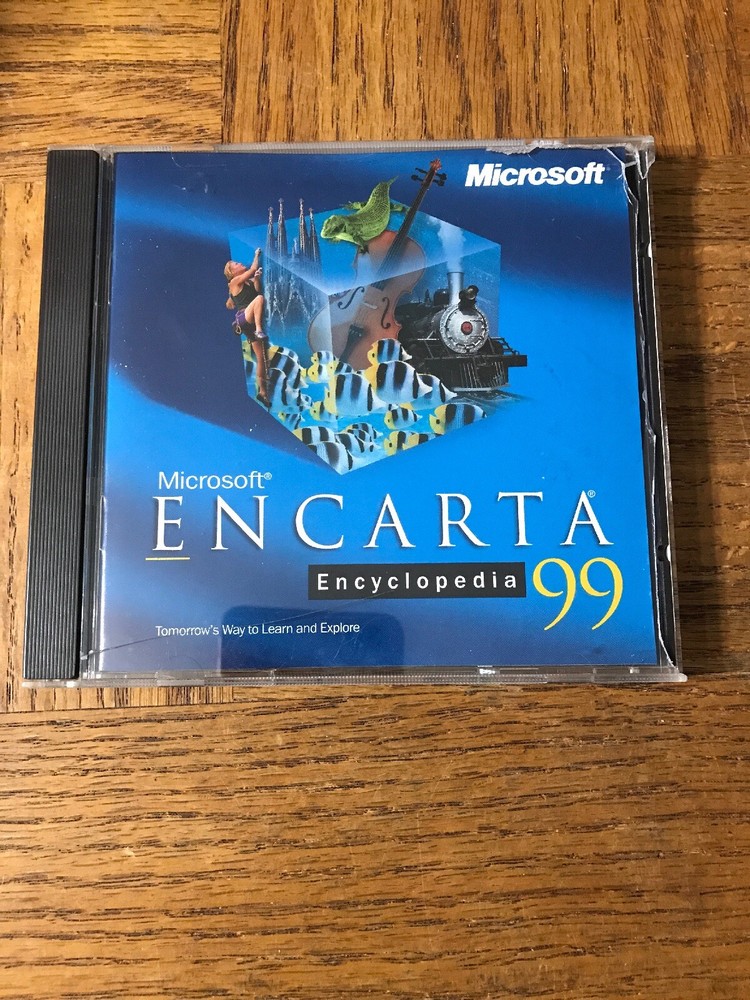 Microsoft®
Microsoft®
ENCARTA®
Encyclopedia 99
Tomorrow's Way to Learn and Explore